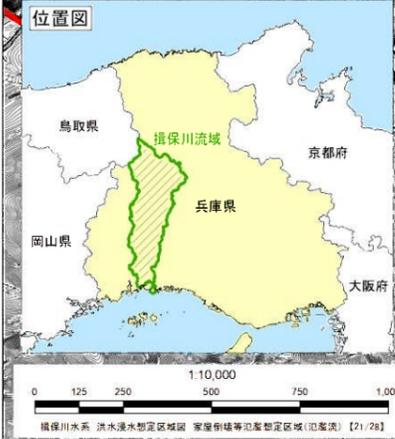 位置図
鳥取県
揖保川流域
京都府
兵庫県
岡山県
大阪府
1:10,000
0 125 250 500 750 1,00
揖保川水系 洪水浸水想定区域図 家屋倒壊等氾濫想定区域(氾濫流)【21/28】